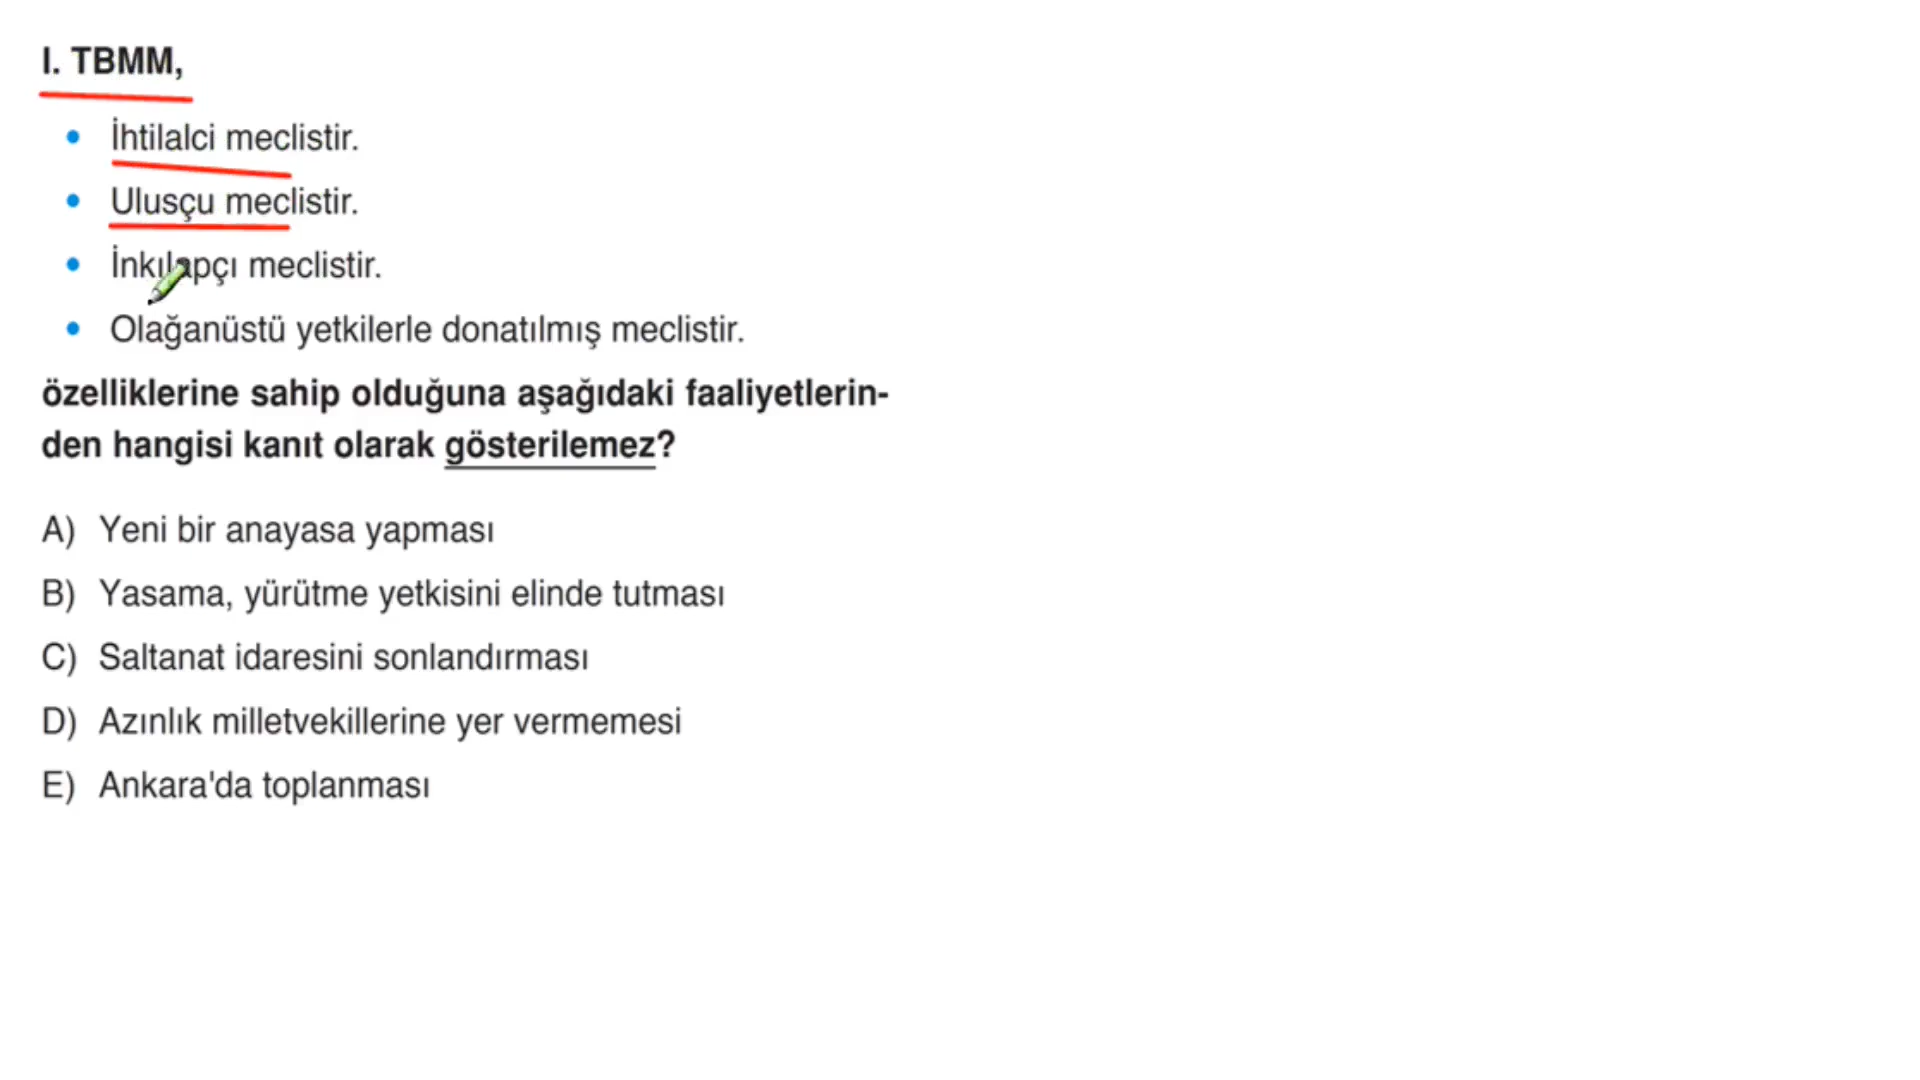 I. TBMM,
• İhtilalci meclistir.
• Ulusçu meclistir.
• İnkılapçı meclistir.
• Olağanüstü yetkilerle donatılmış meclistir.
özelliklerine sahip olduğuna aşağıdaki faaliyetlerin-
den hangisi kanıt olarak gösterilemez?
A) Yeni bir anayasa yapması
B) Yasama, yürütme yetkisini elinde tutması
C) Saltanat idaresini sonlandırması
D) Azınlık milletvekillerine yer vermemesi
E) Ankara'da toplanması